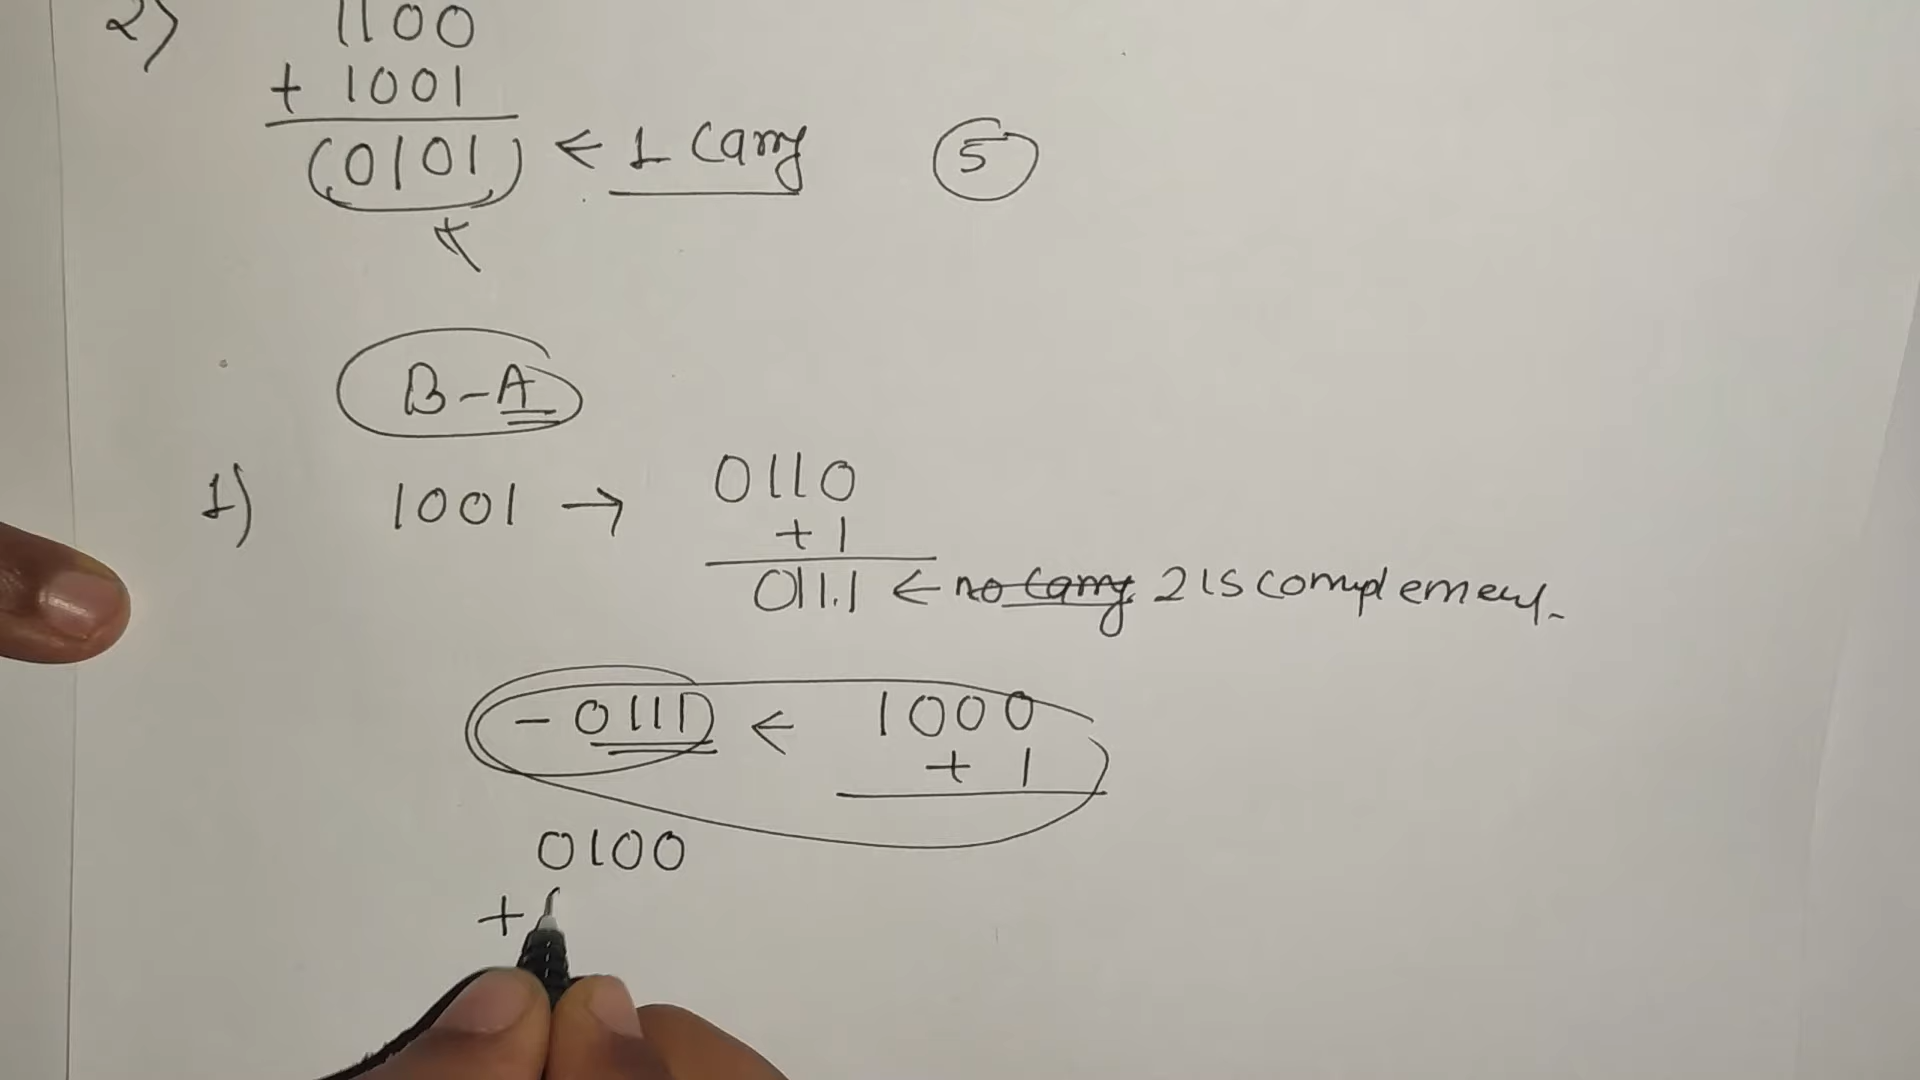 2) 1100
+ 1001
(0101) ← 1 Carry 5
B-A
1) 1001 → 0110
+ 1
0111 ← no Carry 2 is complement.
- 0111 ← 1000
+ 1
0100
+